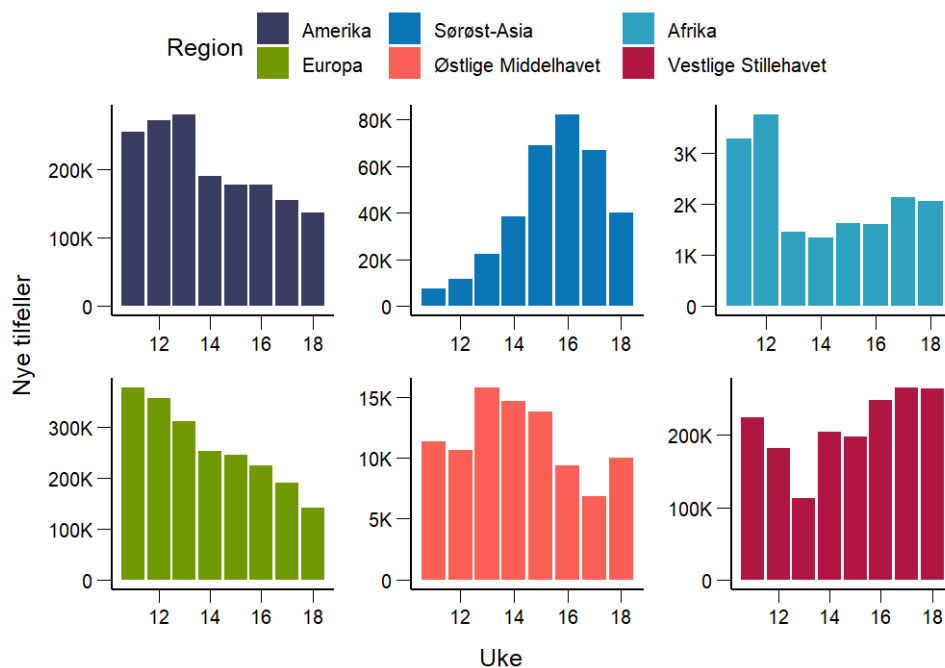 Region
Amerika
Sørøst-Asia
Afrika
Europa
Østlige Middelhavet
Vestlige Stillehavet
Nye tilfeller
200K
100K
0
12 14 16 18
80K
60K
40K
20K
0
12 14 16 18
3K
2K
1K
0
12 14 16 18
300K
200K
100K
0
12 14 16 18
15K
10K
5K
0
12 14 16 18
200K
100K
0
12 14 16 18
Uke